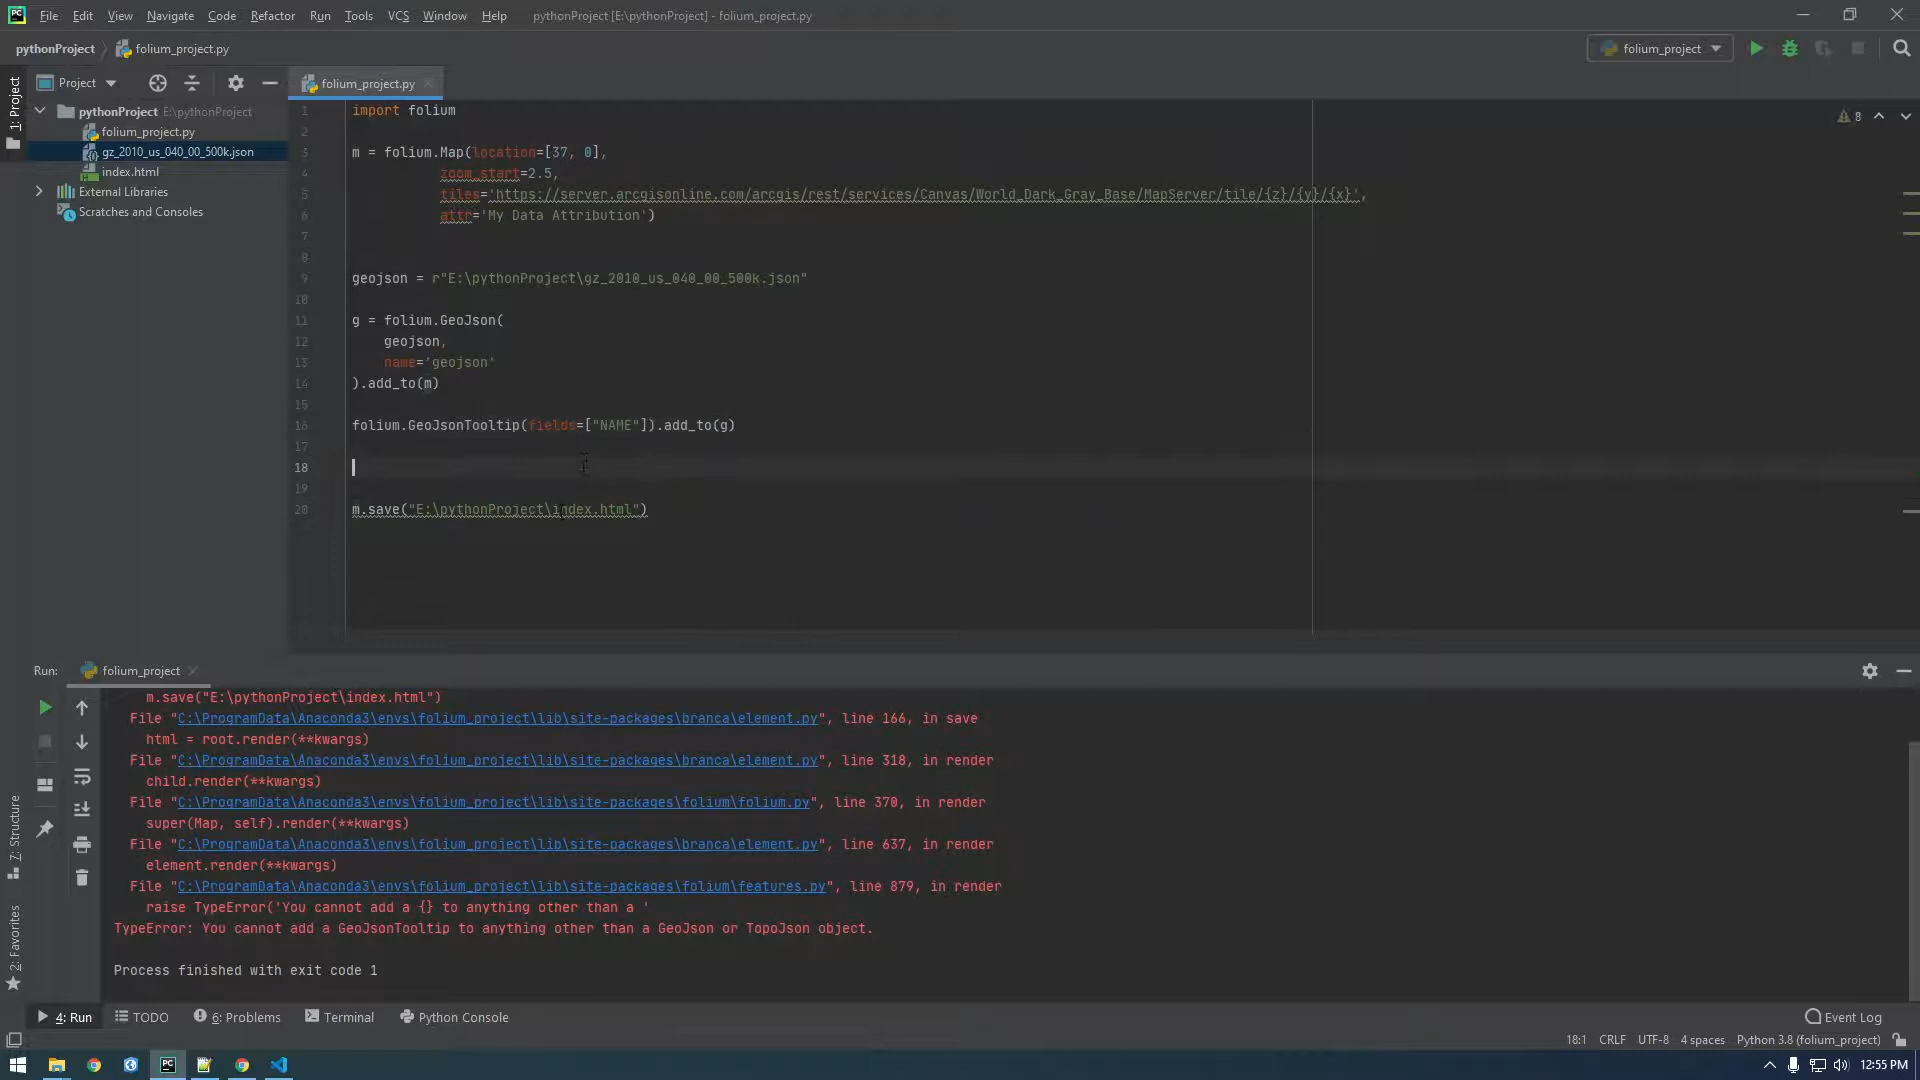 File Edit View Navigate Code Refactor Run Tools VCS Window Help pythonProject [E:\pythonProject] - folium_project.py
pythonProject folium_project.py folium_project
Project folium_project.py
1: Project
pythonProject E:\pythonProject
folium_project.py
gz_2010_us_040_00_500k.json
index.html
External Libraries
Scratches and Consoles
8
1 import folium
2
3 m = folium.Map(location=[37, 0],
4 zoom_start=2.5,
5 tiles='https://server.arcgisonline.com/arcgis/rest/services/Canvas/World_Dark_Gray_Base/MapServer/tile/{z}/{y}/{x}',
6 attr='My Data Attribution')
7
8
9 geojson = r"E:\pythonProject\gz_2010_us_040_00_500k.json"
10
11 g = folium.GeoJson(
12 geojson,
13 name='geojson'
14 ).add_to(m)
15
16 folium.GeoJsonTooltip(fields=["NAME"]).add_to(g)
17
18
19
20 m.save("E:\pythonProject\index.html")
Run: folium_project
m.save("E:\pythonProject\index.html")
File "C:\ProgramData\Anaconda3\envs\folium_project\lib\site-packages\branca\element.py", line 166, in save
html = root.render(**kwargs)
File "C:\ProgramData\Anaconda3\envs\folium_project\lib\site-packages\branca\element.py", line 318, in render
child.render(**kwargs)
File "C:\ProgramData\Anaconda3\envs\folium_project\lib\site-packages\folium\folium.py", line 370, in render
super(Map, self).render(**kwargs)
File "C:\ProgramData\Anaconda3\envs\folium_project\lib\site-packages\branca\element.py", line 637, in render
element.render(**kwargs)
File "C:\ProgramData\Anaconda3\envs\folium_project\lib\site-packages\folium\features.py", line 879, in render
raise TypeError('You cannot add a {} to anything other than a '
TypeError: You cannot add a GeoJsonTooltip to anything other than a GeoJson or TopoJson object.
Process finished with exit code 1
7: Structure
2: Favorites
4: Run TODO 6: Problems Terminal Python Console Event Log
18:1 CRLF UTF-8 4 spaces Python 3.8 (folium_project)
12:55 PM